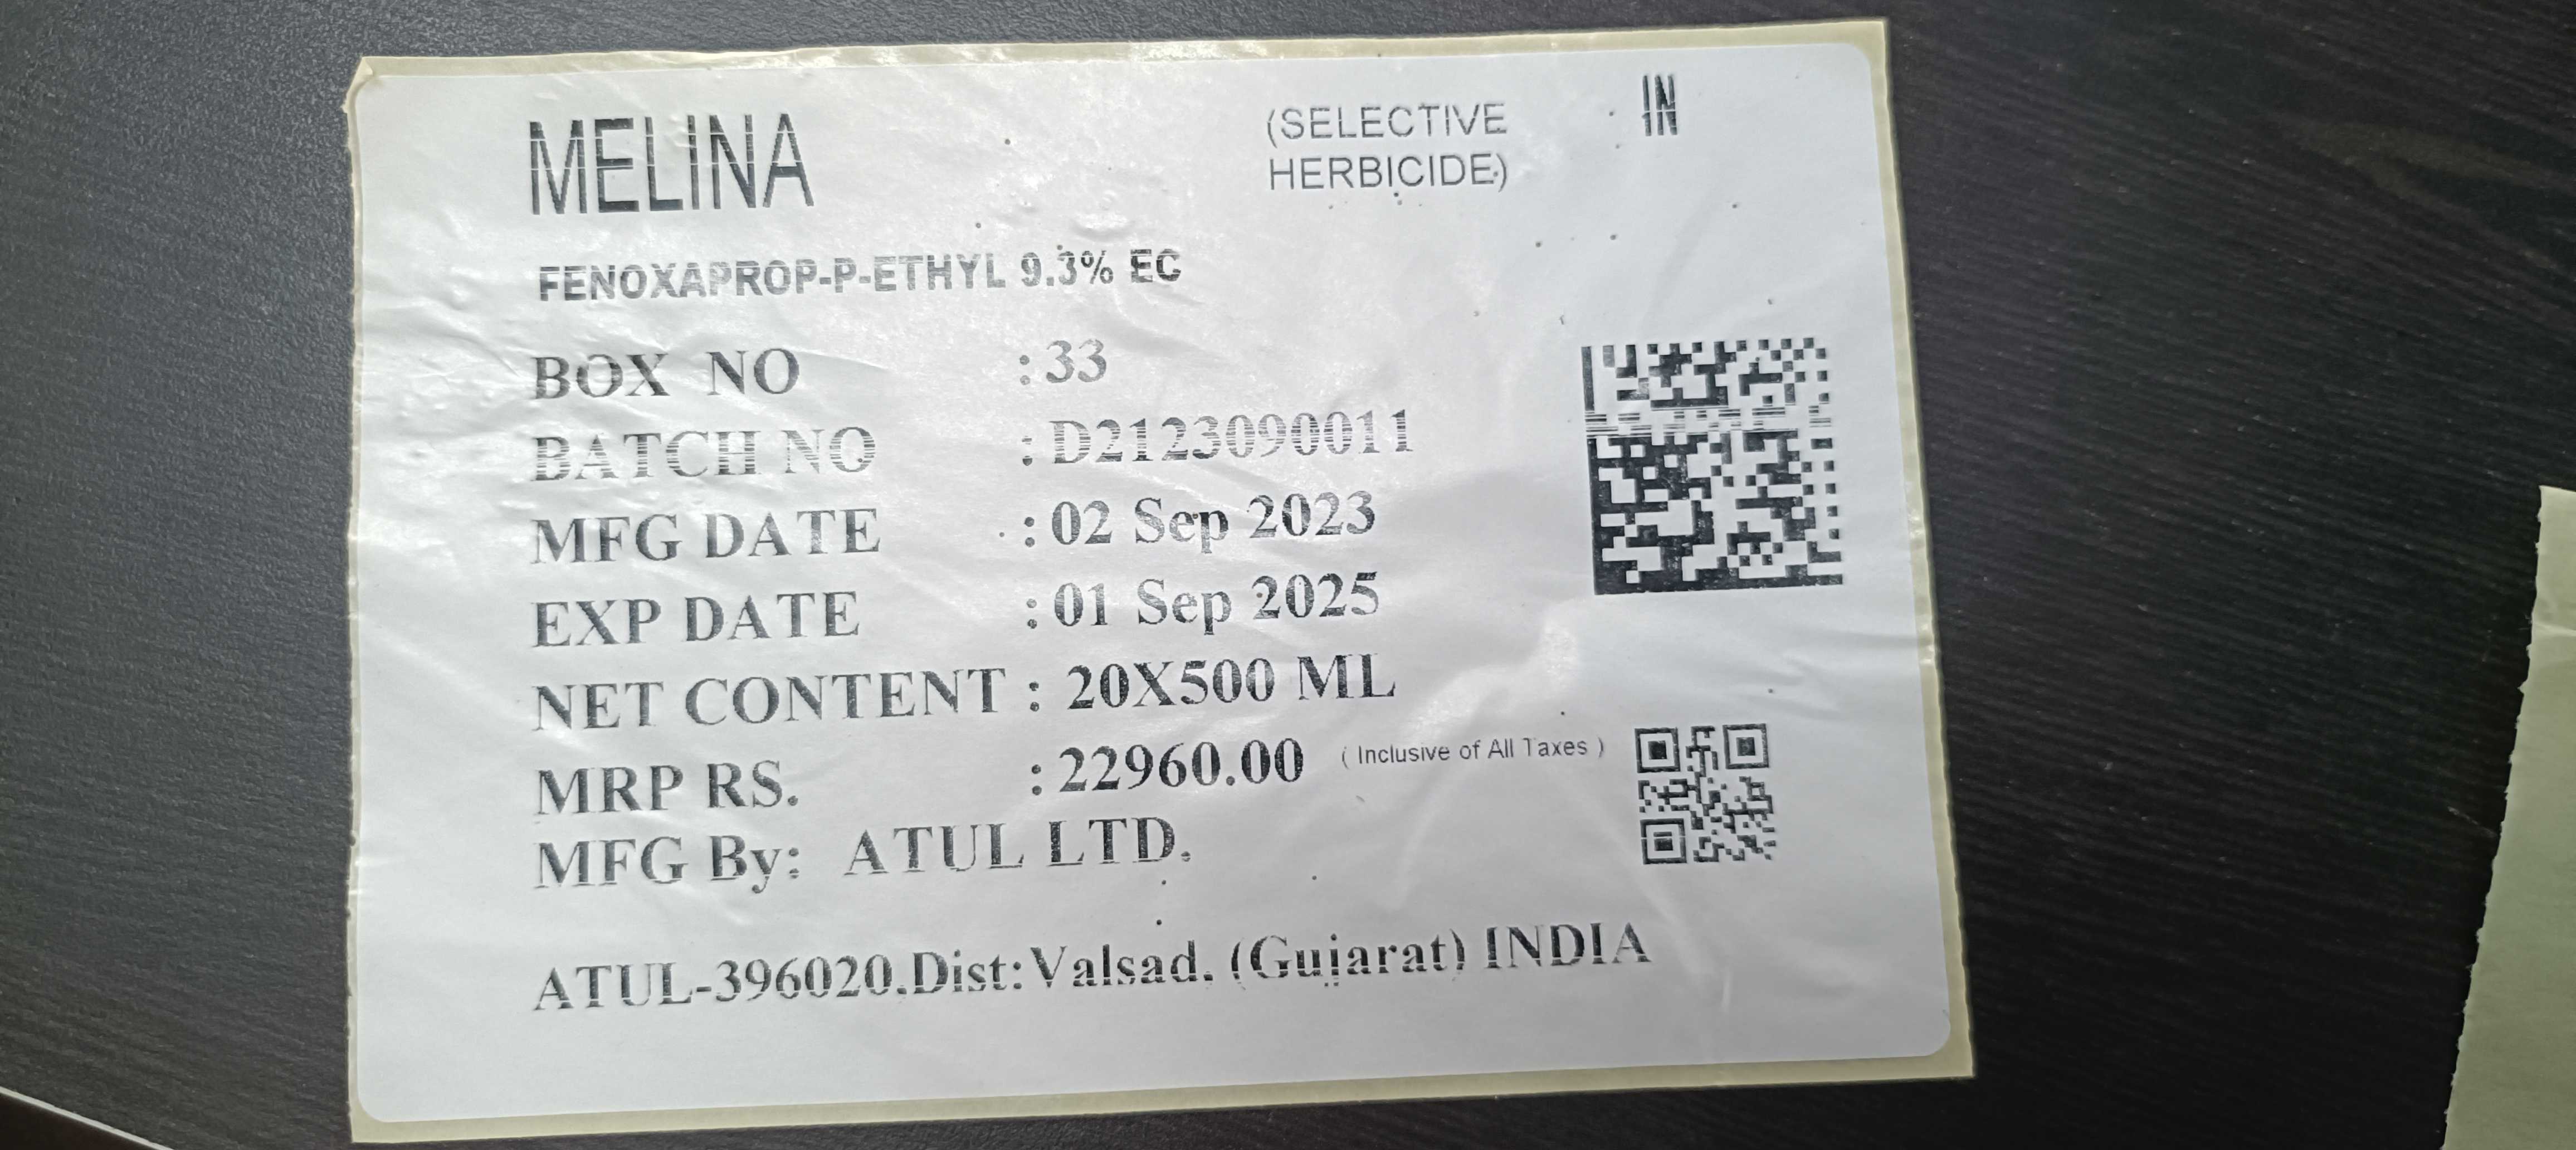 MELINA
(SELECTIVE
HERBICIDE)
IN
FENOXAPROP-P-ETHYL 9.3% EC
BOX NO : 33
BATCH NO : D2123090011
MFG DATE : 02 Sep 2023
EXP DATE : 01 Sep 2025
NET CONTENT : 20X500 ML
MRP RS. : 22960.00 ( Inclusive of All Taxes )
MFG By: ATUL LTD.
ATUL-396020.Dist:Valsad. (Gujarat) INDIA